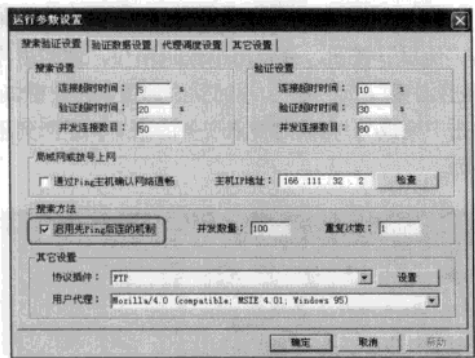 运行参数设置
搜索验证设置 验证数据设置 代理调度设置 其它设置
搜索设置 验证设置
连接超时时间： 5 s 连接超时时间： 10 s
验证超时时间： 20 s 验证超时时间： 30 s
并发连接数目： 50 并发连接数目： 80
局域网或拨号上网
通过Ping主机确认网络通畅 主机IP地址： 166 .111 . 32 . 2 检查
搜索方法
启用先Ping后连的机制 并发数量： 100 重复次数： 1
其它设置
协议插件： FTP 设置
用户代理： Mozilla/4.0 (compatible; MSIE 4.01; Windows 95)
确定 取消 帮助